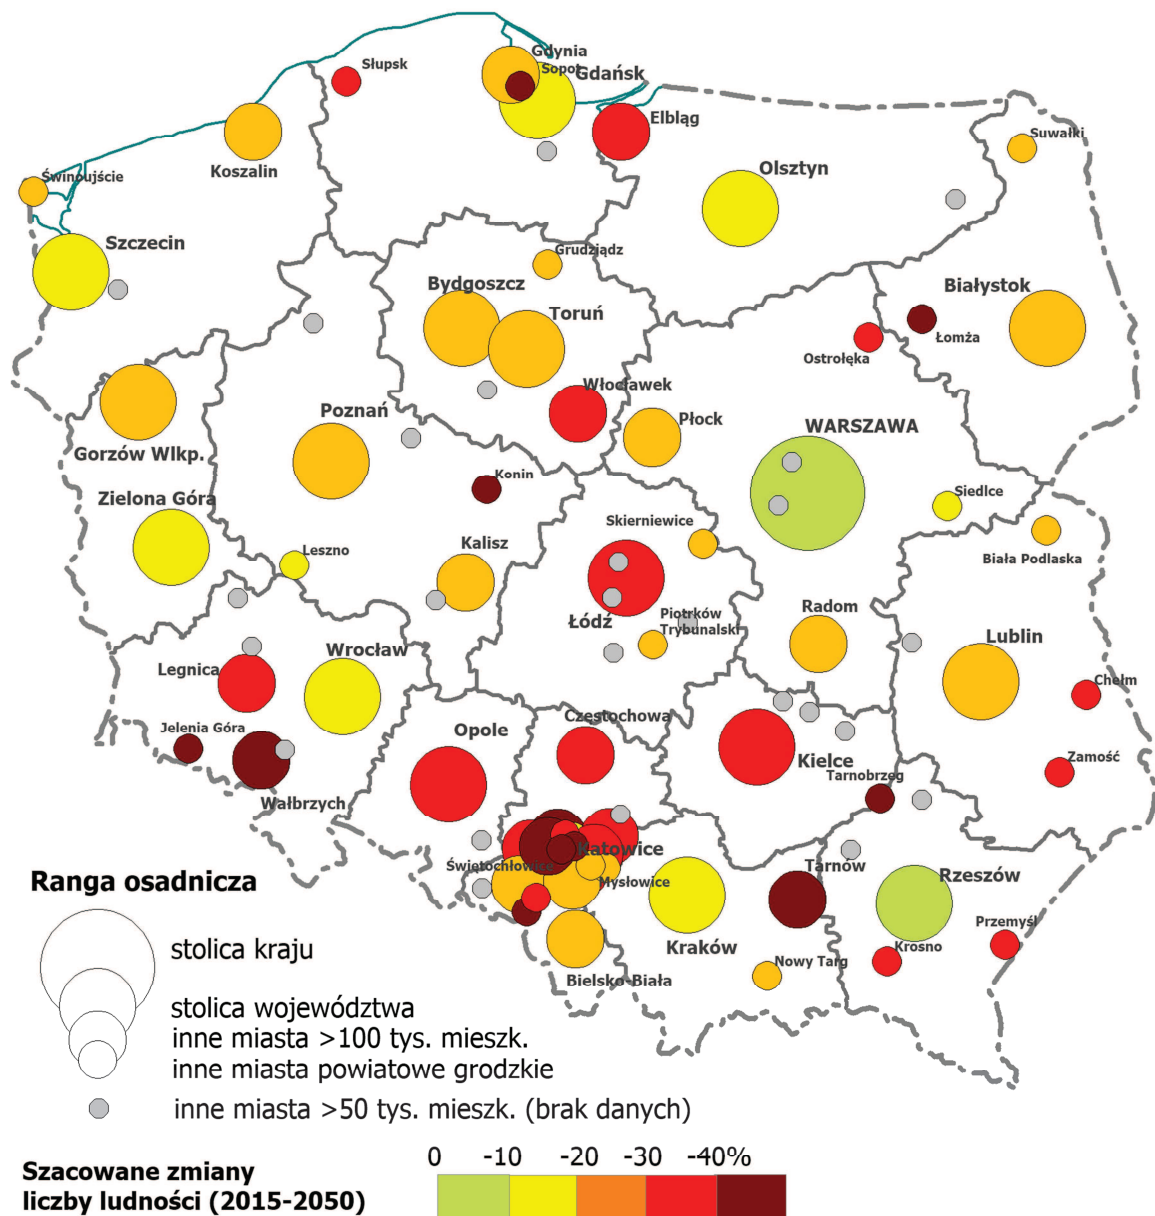 Gdynia
Słupsk
Sopot
Gdańsk
Elbląg
Suwałki
Koszalin
Olsztyn
Świnoujście
Szczecin
Grudziądz
Bydgoszcz
Białystok
Toruń
Łomża
Ostrołęka
Włocławek
Poznań
Płock
WARSZAWA
Gorzów Wlkp.
Konin
Zielona Góra
Siedlce
Skierniewice
Kalisz
Leszno
Biała Podlaska
Radom
Piotrków
Trybunalski
Łódź
Lublin
Wrocław
Legnica
Chełm
Częstochowa
Jelenia Góra
Opole
Kielce
Zamość
Tarnobrzeg
Wałbrzych
Katowice
Świętochłowice
Tarnów
Rzeszów
Mysłowice
Przemyśl
Kraków
Krosno
Nowy Targ
Bielsko-Biała
Ranga osadnicza
stolica kraju
stolica województwa
inne miasta >100 tys. mieszk.
inne miasta powiatowe grodzkie
inne miasta >50 tys. mieszk. (brak danych)
0 -10 -20 -30 -40%
Szacowane zmiany
liczby ludności (2015-2050)